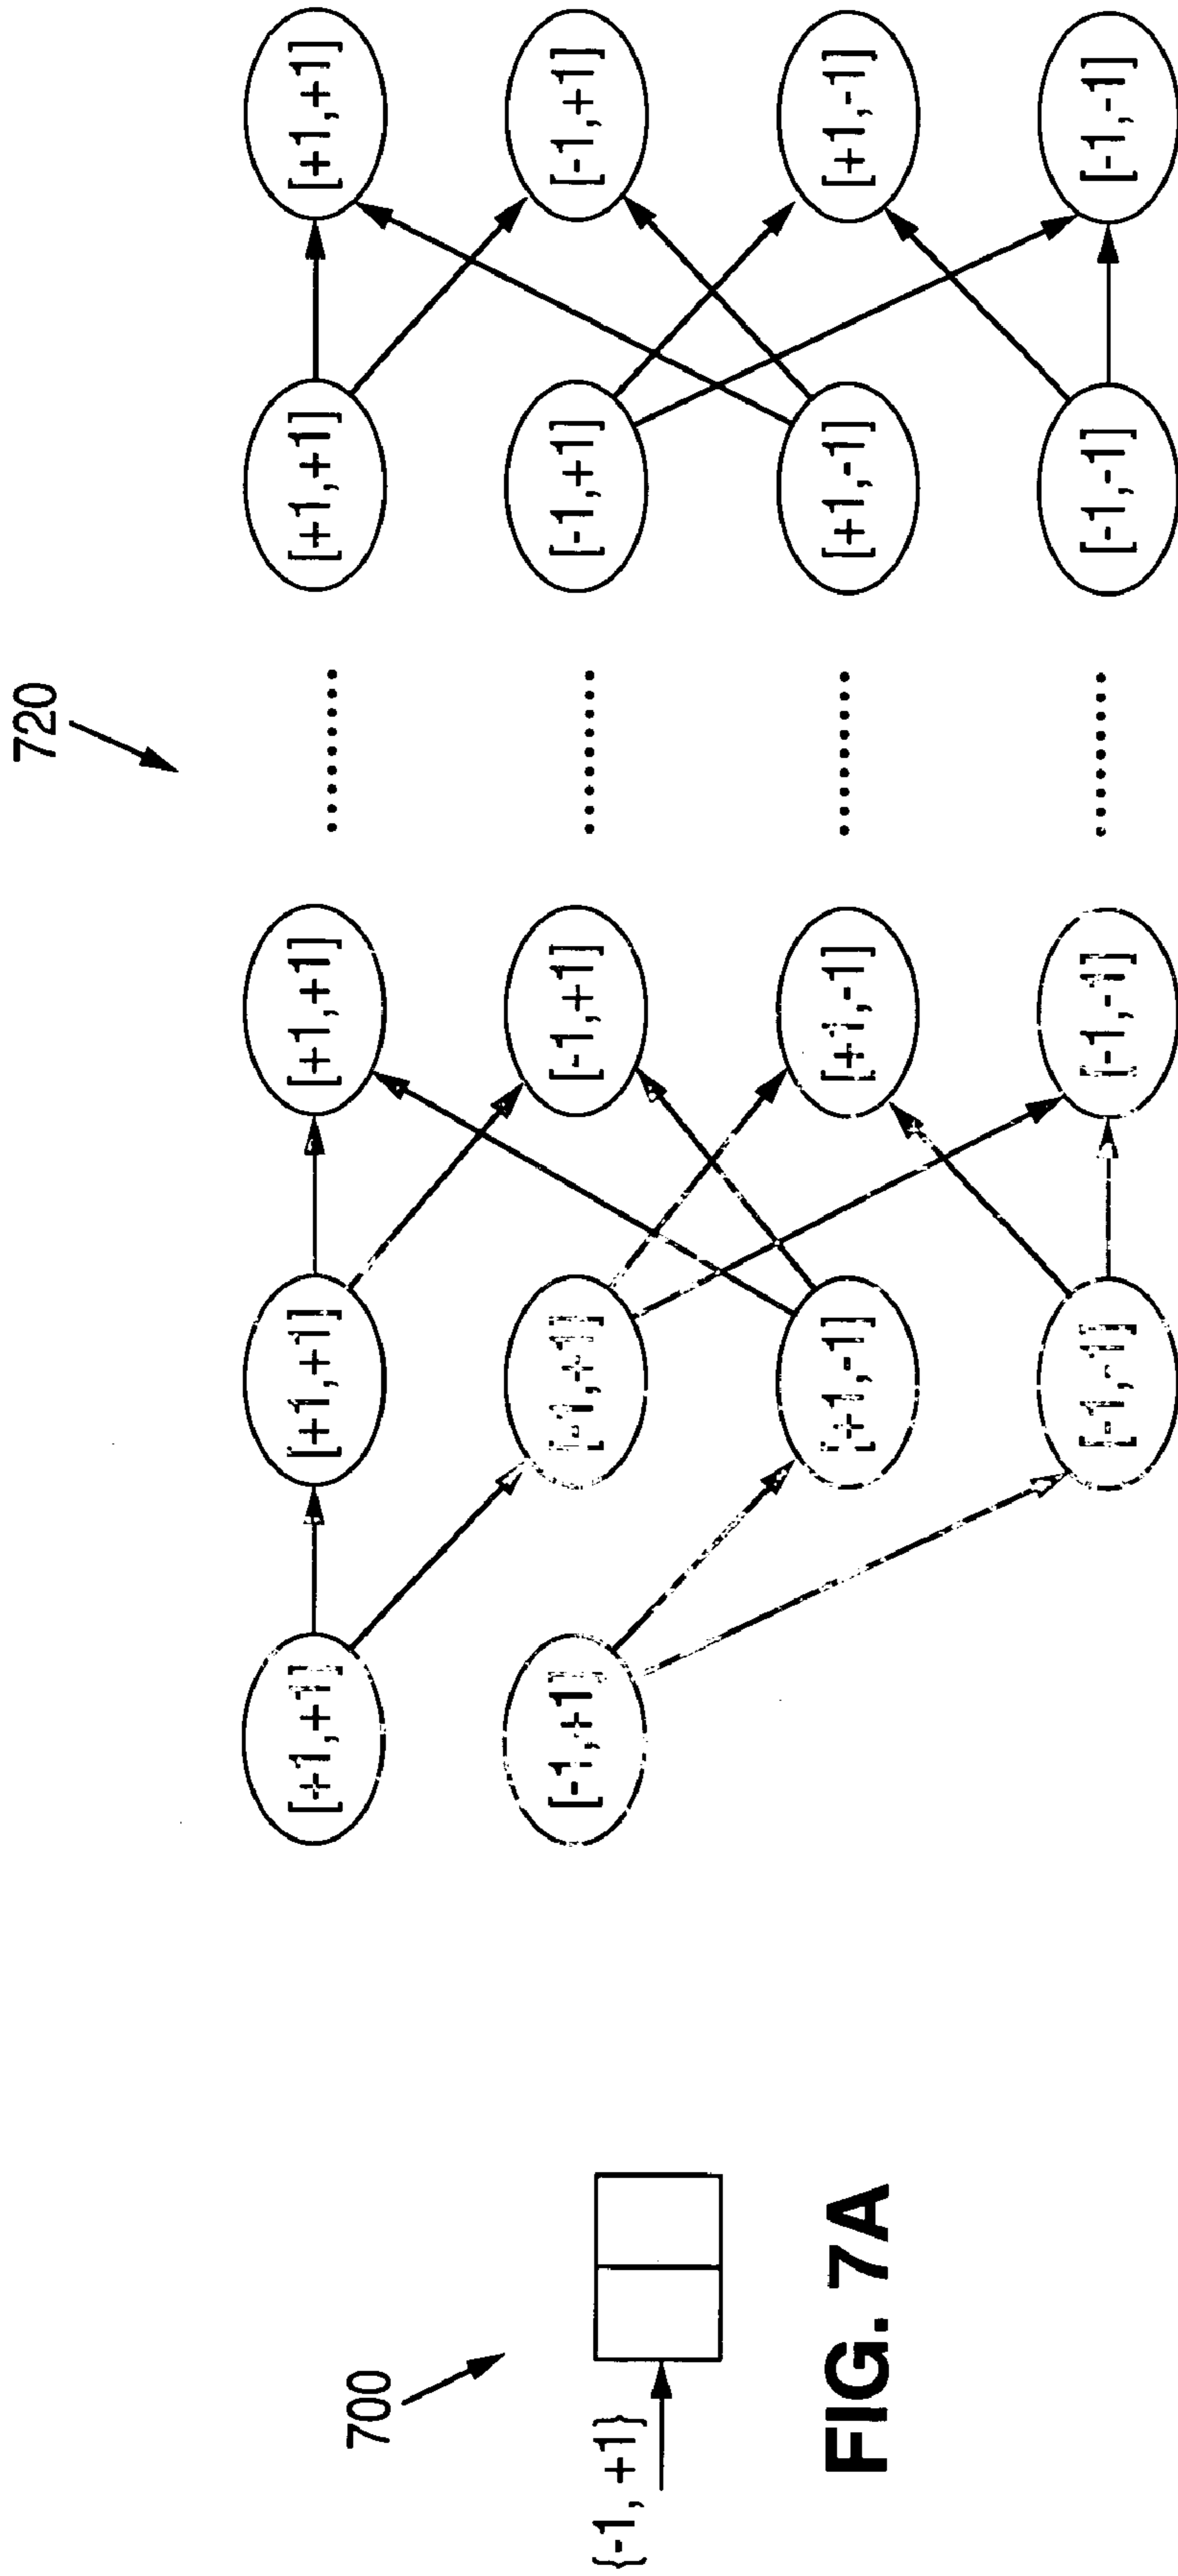 720
[+1,+1] [+1,+1] [+1,+1] ........ [+1,+1] [+1,+1]
700
[-1,+1] [-1,+1] [-1,+1] ........ [-1,+1] [-1,+1]
{-1, +1}
[+1,-1] [+1,-1] ........ [+1,-1] [+1,-1]
FIG. 7A
[-1,-1] [-1,-1] ........ [-1,-1] [-1,-1]